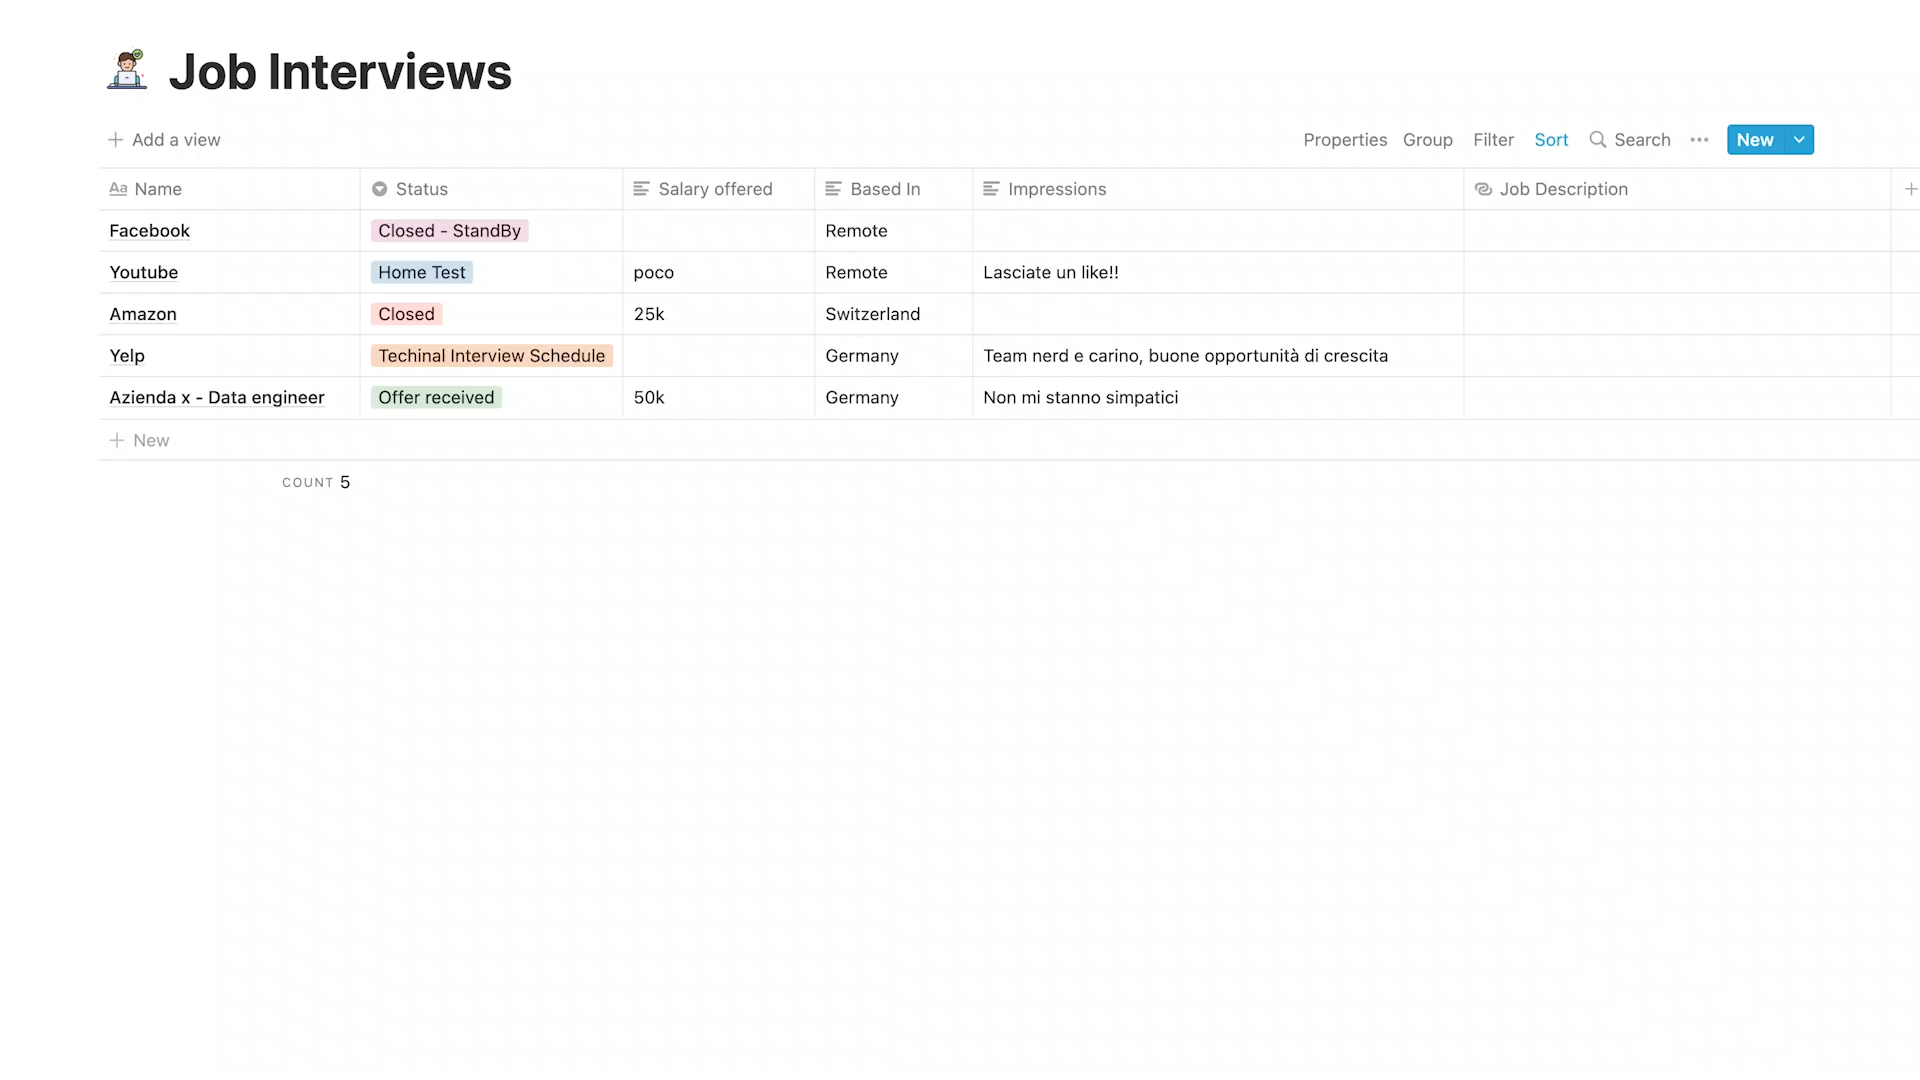 Job Interviews
Add a view
Properties Group Filter Sort Search New
Aa Name Status Salary offered Based In Impressions Job Description
Facebook Closed - StandBy Remote
Youtube Home Test poco Remote Lasciate un like!!
Amazon Closed 25k Switzerland
Yelp Techinal Interview Schedule Germany Team nerd e carino, buone opportunità di crescita
Azienda x - Data engineer Offer received 50k Germany Non mi stanno simpatici
New
COUNT 5